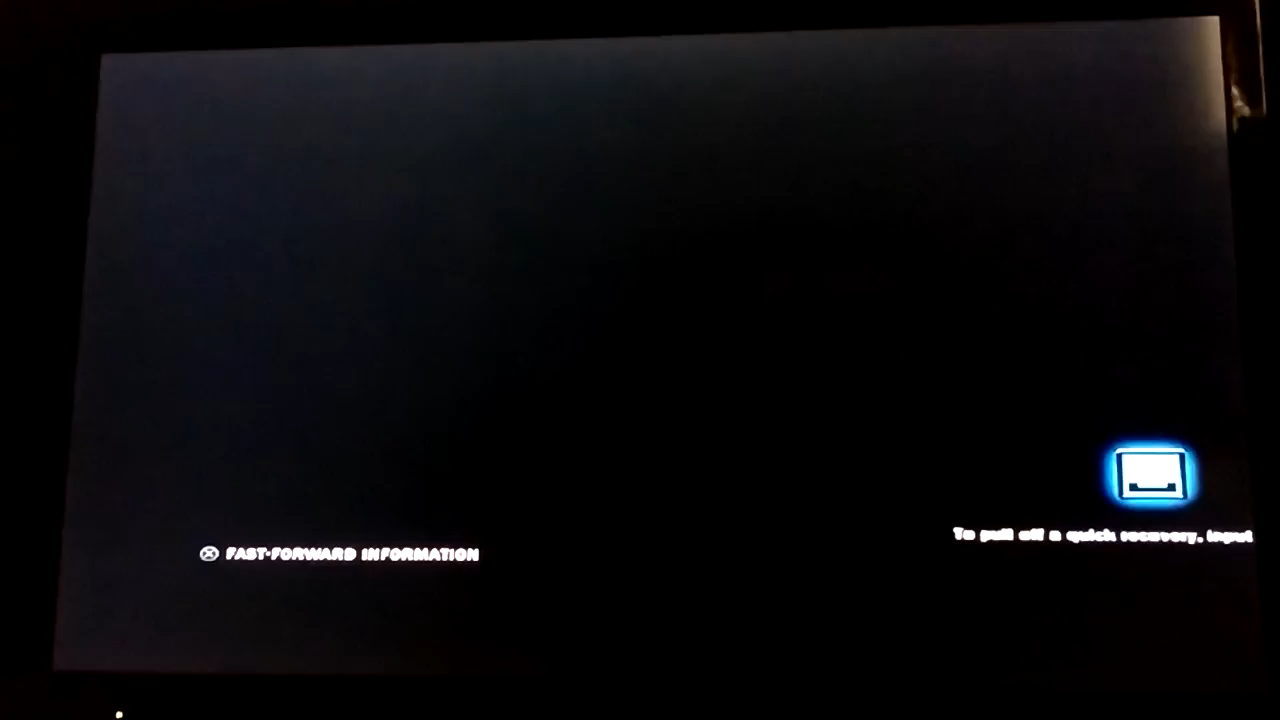 To pull off a quick recovery, input
FAST-FORWARD INFORMATION